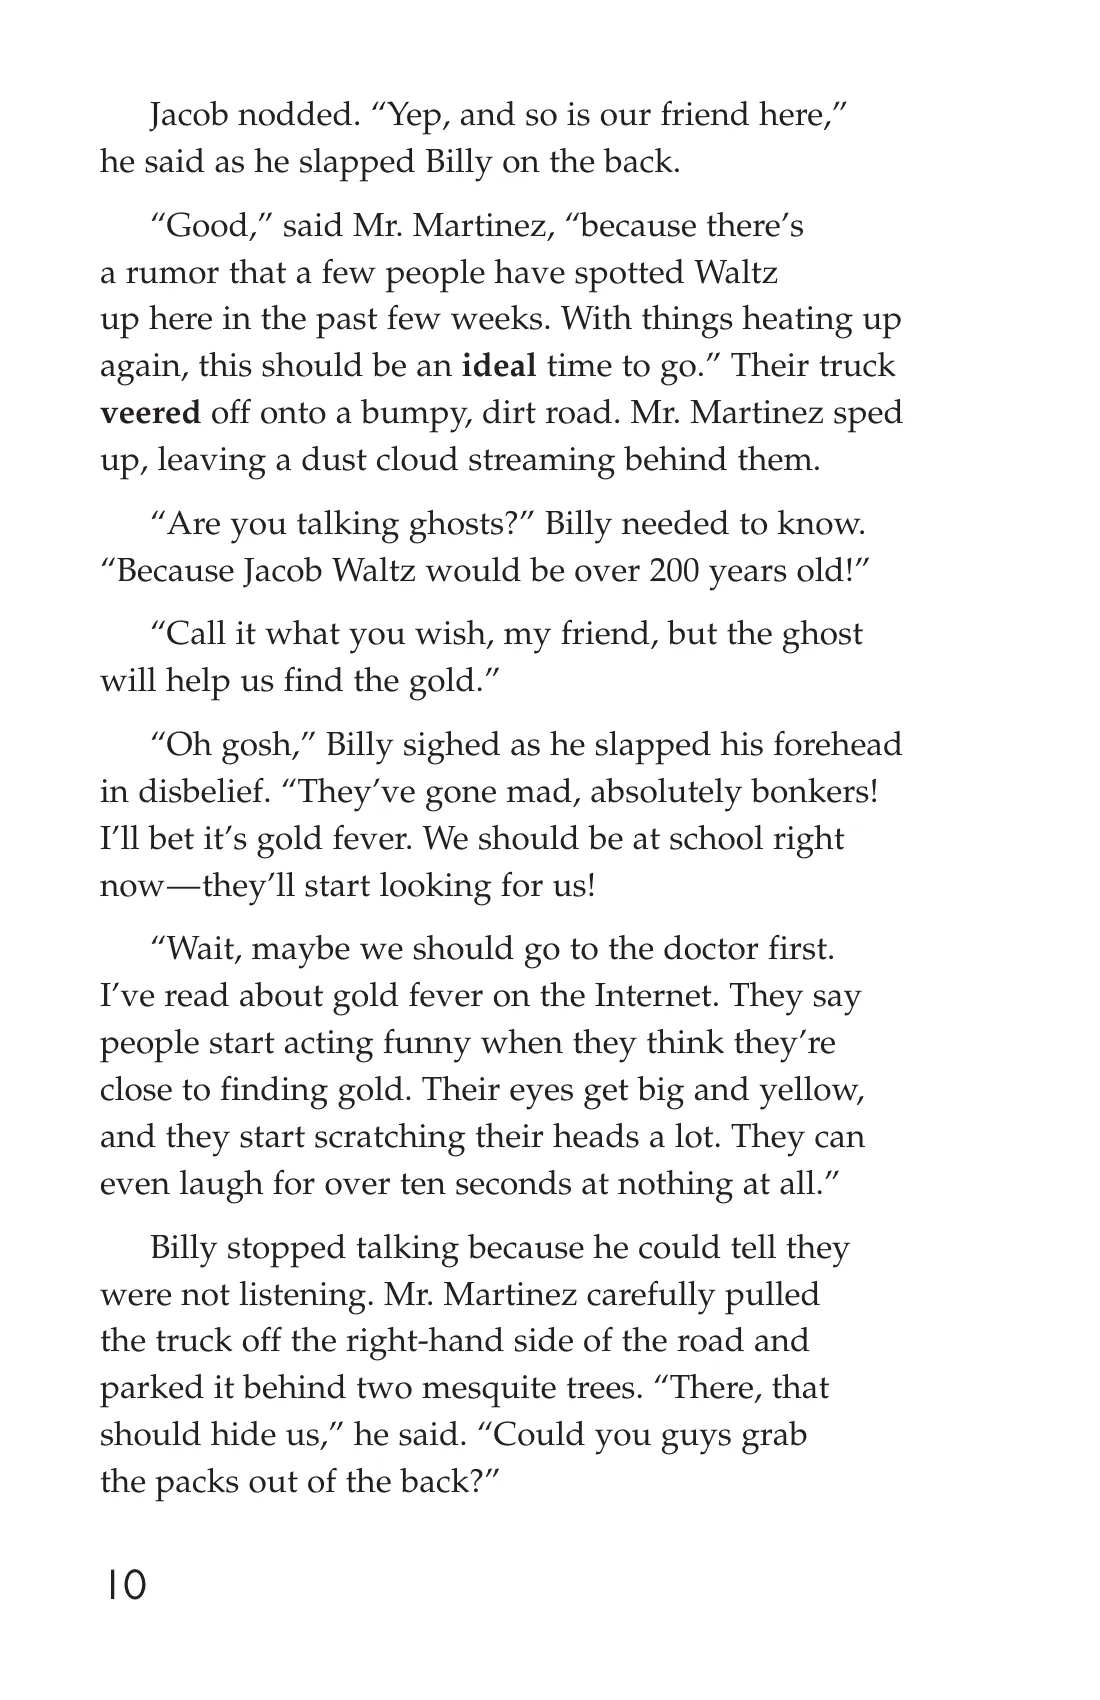 Jacob nodded. “Yep, and so is our friend here,”
he said as he slapped Billy on the back.
“Good,” said Mr. Martinez, “because there’s
a rumor that a few people have spotted Waltz
up here in the past few weeks. With things heating up
again, this should be an ideal time to go.” Their truck
veered off onto a bumpy, dirt road. Mr. Martinez sped
up, leaving a dust cloud streaming behind them.
“Are you talking ghosts?” Billy needed to know.
“Because Jacob Waltz would be over 200 years old!”
“Call it what you wish, my friend, but the ghost
will help us find the gold.”
“Oh gosh,” Billy sighed as he slapped his forehead
in disbelief. “They’ve gone mad, absolutely bonkers!
I’ll bet it’s gold fever. We should be at school right
now—they’ll start looking for us!
“Wait, maybe we should go to the doctor first.
I’ve read about gold fever on the Internet. They say
people start acting funny when they think they’re
close to finding gold. Their eyes get big and yellow,
and they start scratching their heads a lot. They can
even laugh for over ten seconds at nothing at all.”
Billy stopped talking because he could tell they
were not listening. Mr. Martinez carefully pulled
the truck off the right-hand side of the road and
parked it behind two mesquite trees. “There, that
should hide us,” he said. “Could you guys grab
the packs out of the back?”
10